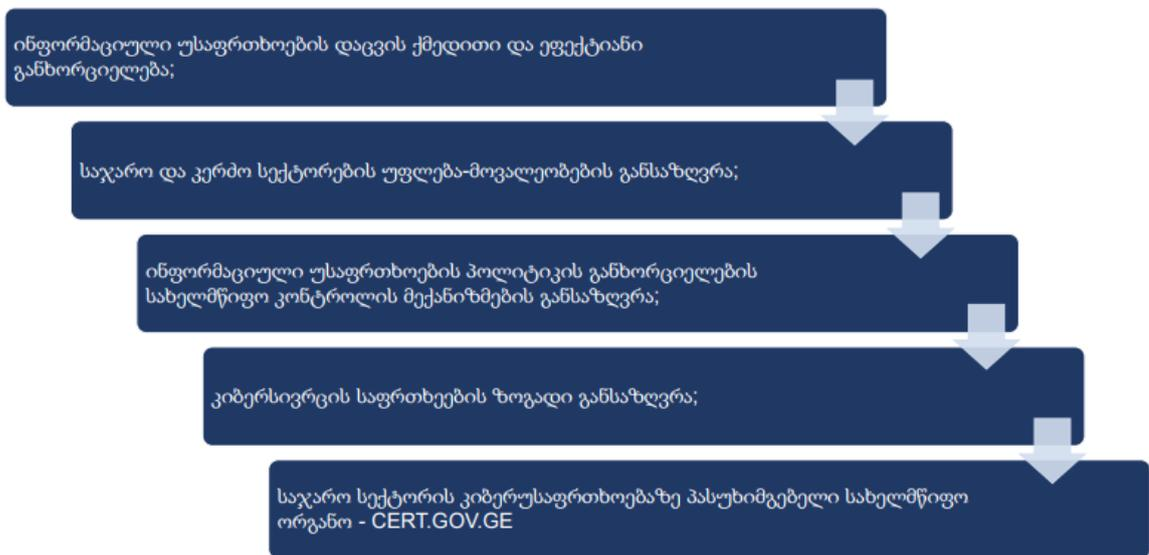 ინფორმაციული უსაფრთხოების დაცვის ქმედითი და ეფექტიანი
განხორციელება;
საჯარო და კერძო სექტორების უფლება-მოვალეობების განსაზღვრა;
ინფორმაციული უსაფრთხოების პოლიტიკის განხორციელების
სახელმწიფო კონტროლის მექანიზმების განსაზღვრა;
კიბერსივრცის საფრთხეების ზოგადი განსაზღვრა;
საჯარო სექტორის კიბერუსაფრთხოებაზე პასუხიმგებელი სახელმწიფო
ორგანო - CERT.GOV.GE